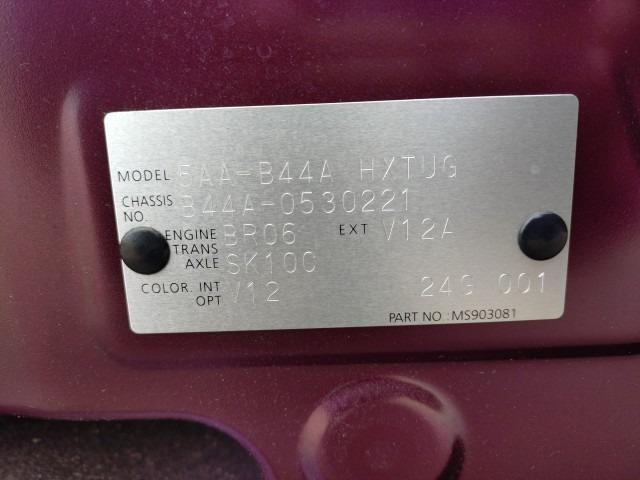 MODEL 5AA-B44A HXTUG
CHASSIS NO. B44A-0530221
ENGINE BR06 EXT V12A
TRANS AXLE SK10C
COLOR. INT OPT V12 24G 001
PART NO : MS903081